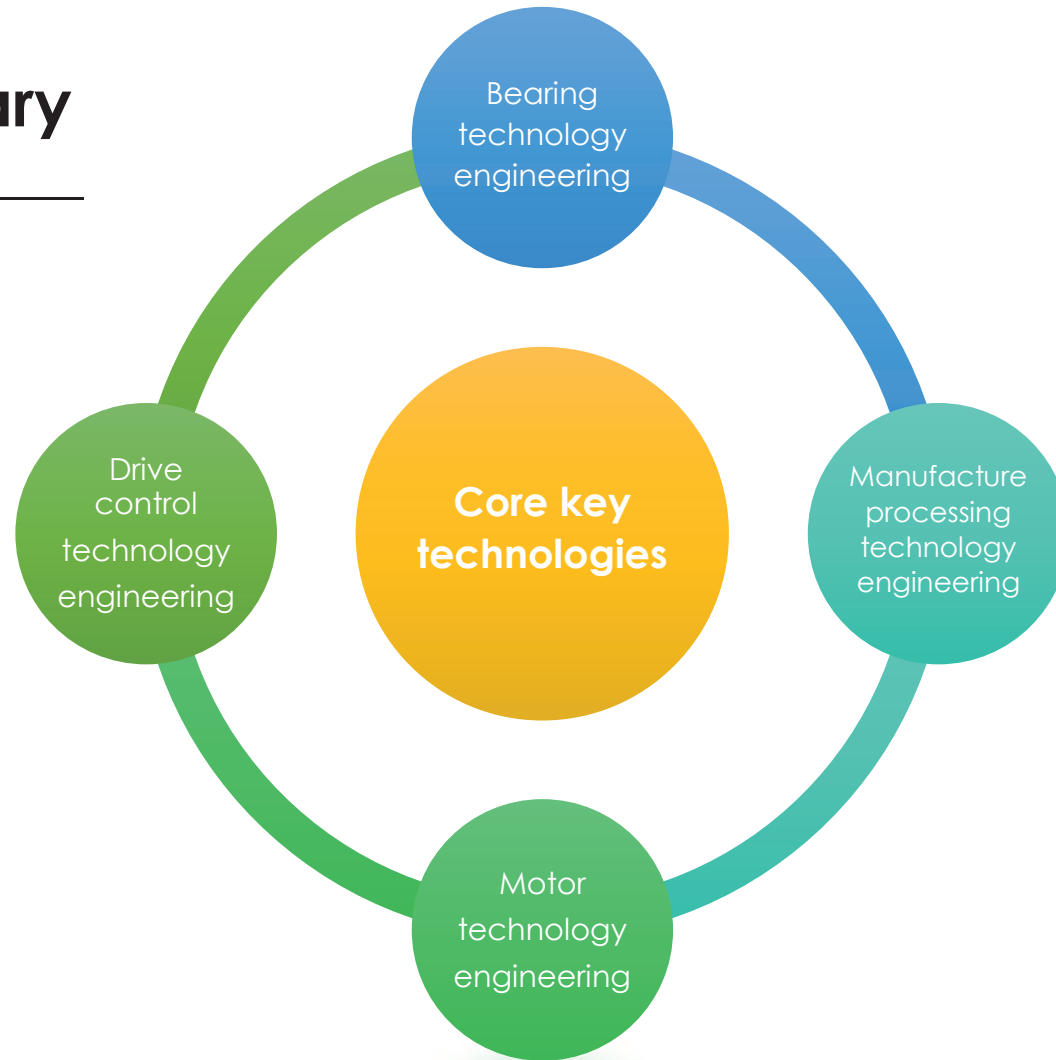 ary
Bearing
technology
engineering
Drive
control
technology
engineering
Core key
technologies
Manufacture
processing
technology
engineering
Motor
technology
engineering